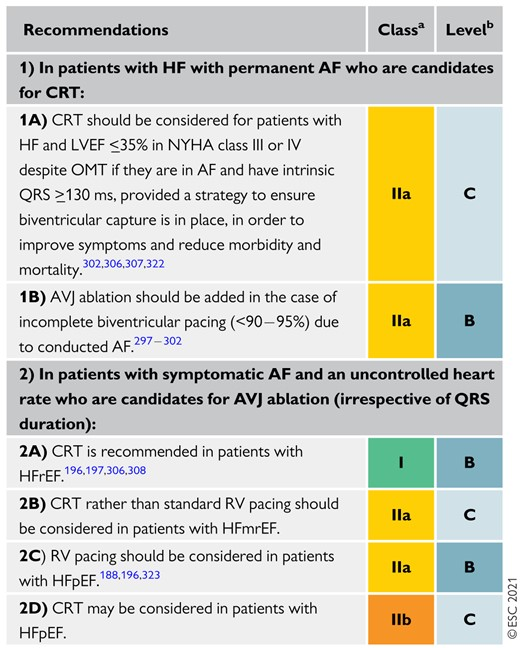 Recommendations Classa Levelb
1) In patients with HF with permanent AF who are candidates
for CRT:
1A) CRT should be considered for patients with
HF and LVEF ≤35% in NYHA class III or IV
despite OMT if they are in AF and have intrinsic
QRS ≥130 ms, provided a strategy to ensure
biventricular capture is in place, in order to
improve symptoms and reduce morbidity and
mortality.302,306,307,322
IIa
C
1B) AVJ ablation should be added in the case of
incomplete biventricular pacing (<90–95%) due
to conducted AF.297–302
IIa
B
2) In patients with symptomatic AF and an uncontrolled heart
rate who are candidates for AVJ ablation (irrespective of QRS
duration):
2A) CRT is recommended in patients with
HFrEF.196,197,306,308
I
B
2B) CRT rather than standard RV pacing should
be considered in patients with HFmrEF.
IIa
C
2C) RV pacing should be considered in patients
with HFpEF.188,196,323
IIa
B
2D) CRT may be considered in patients with
HFpEF.
IIb
C
©ESC 2021